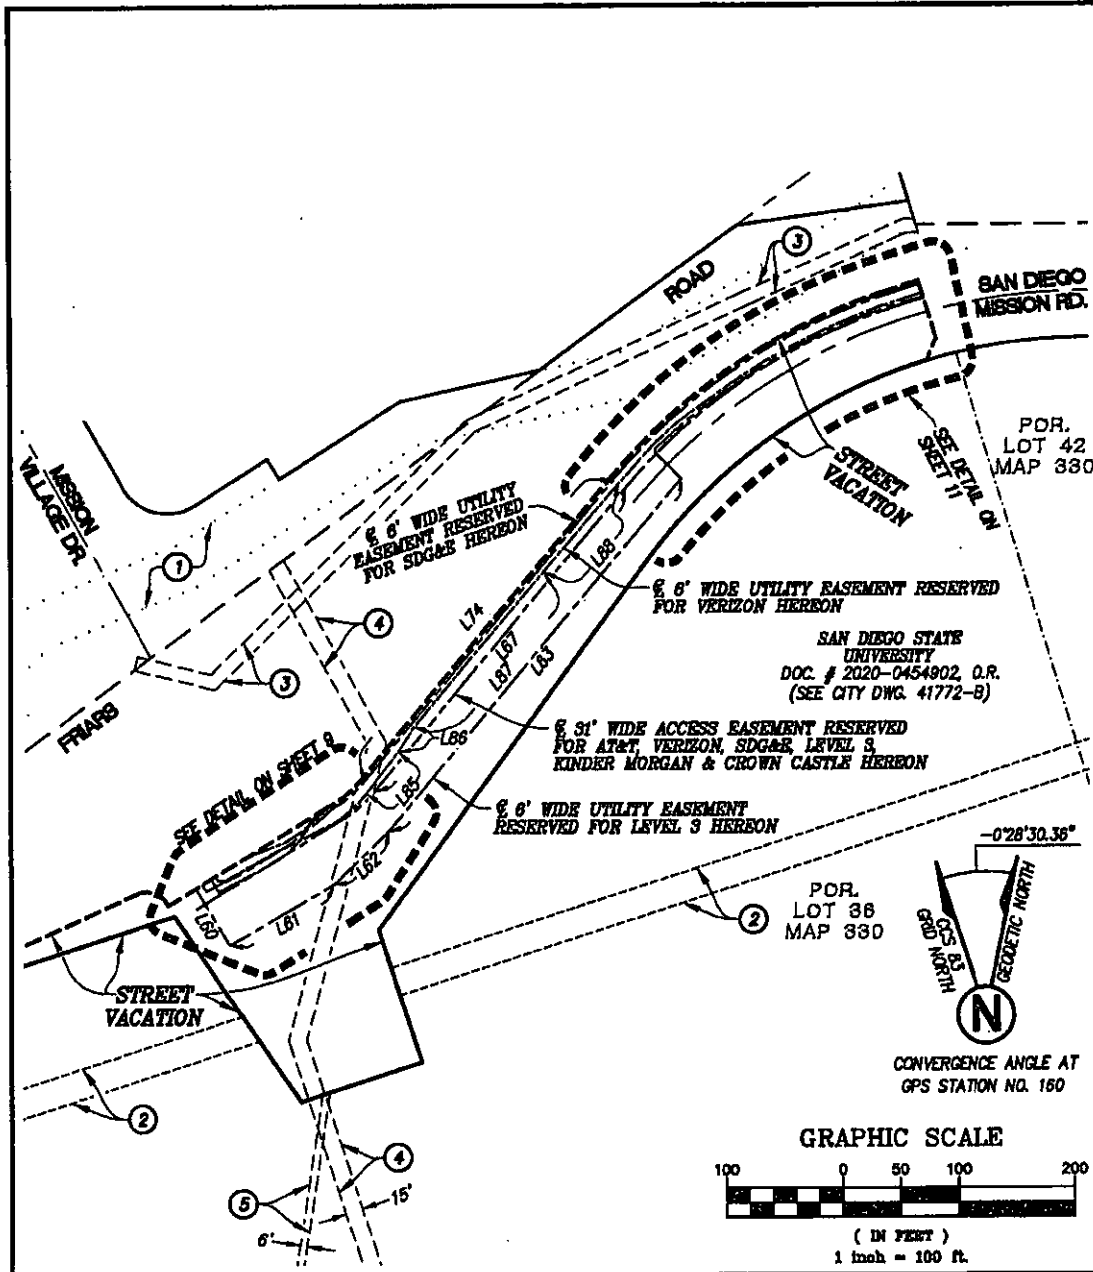 ROAD
3
SAN DIEGO
MISSION RD.
POR.
LOT 42
MAP 330
SEE DETAIL ON
SHEET 11
STREET
VACATION
MISSION
VILLAGE DR.
1
℄ 6' WIDE UTILITY
EASEMENT RESERVED
FOR SDG&E HEREON
L88
℄ 6' WIDE UTILITY EASEMENT RESERVED
FOR VERIZON HEREON
4
L74
L67
L87
L63
SAN DIEGO STATE
UNIVERSITY
DOC. # 2020-0454902, O.R.
(SEE CITY DWG. 41772-B)
3
FRIARS
L86
℄ 31' WIDE ACCESS EASEMENT RESERVED
FOR AT&T, VERIZON, SDG&E, LEVEL 3,
KINDER MORGAN & CROWN CASTLE HEREON
SEE DETAIL ON SHEET 9
L85
℄ 6' WIDE UTILITY EASEMENT
RESERVED FOR LEVEL 3 HEREON
L62
L61
L60
POR.
LOT 36
MAP 330
2
-0°28'30.36"
CCS 83
GRID NORTH
GEODETIC NORTH
N
STREET
VACATION
CONVERGENCE ANGLE AT
GPS STATION NO. 160
2
4
5
15'
6'
GRAPHIC SCALE
100 0 50 100 200
( IN FEET )
1 inch = 100 ft.